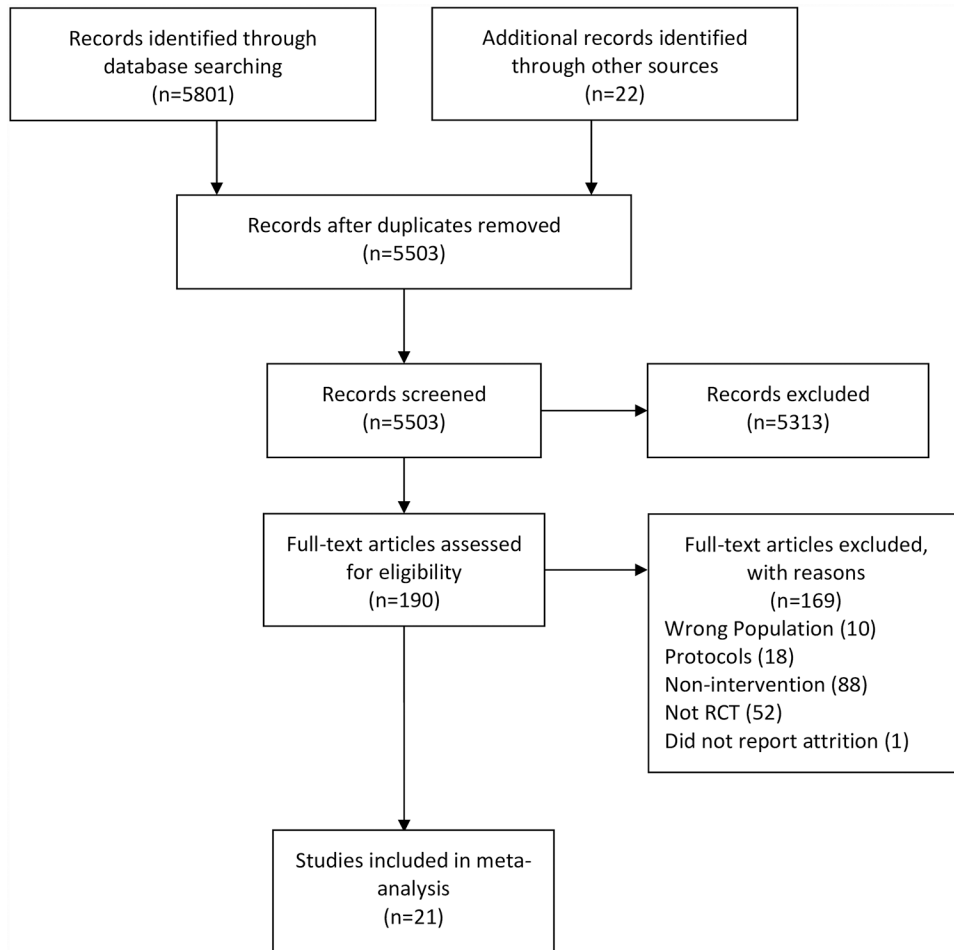 Records identified through
database searching
(n=5801)
Additional records identified
through other sources
(n=22)
Records after duplicates removed
(n=5503)
Records screened
(n=5503)
Records excluded
(n=5313)
Full-text articles assessed
for eligibility
(n=190)
Full-text articles excluded,
with reasons
(n=169)
Wrong Population (10)
Protocols (18)
Non-intervention (88)
Not RCT (52)
Did not report attrition (1)
Studies included in meta-
analysis
(n=21)